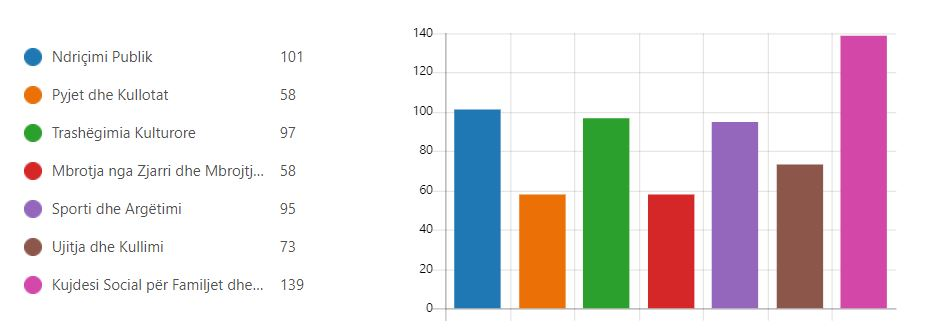 Ndriçimi Publik 101
Pyjet dhe Kullotat 58
Trashëgimia Kulturore 97
Mbrotja nga Zjarri dhe Mbrojtj... 58
Sporti dhe Argëtimi 95
Ujitja dhe Kullimi 73
Kujdesi Social për Familjet dhe... 139
140
120
100
80
60
40
20
0